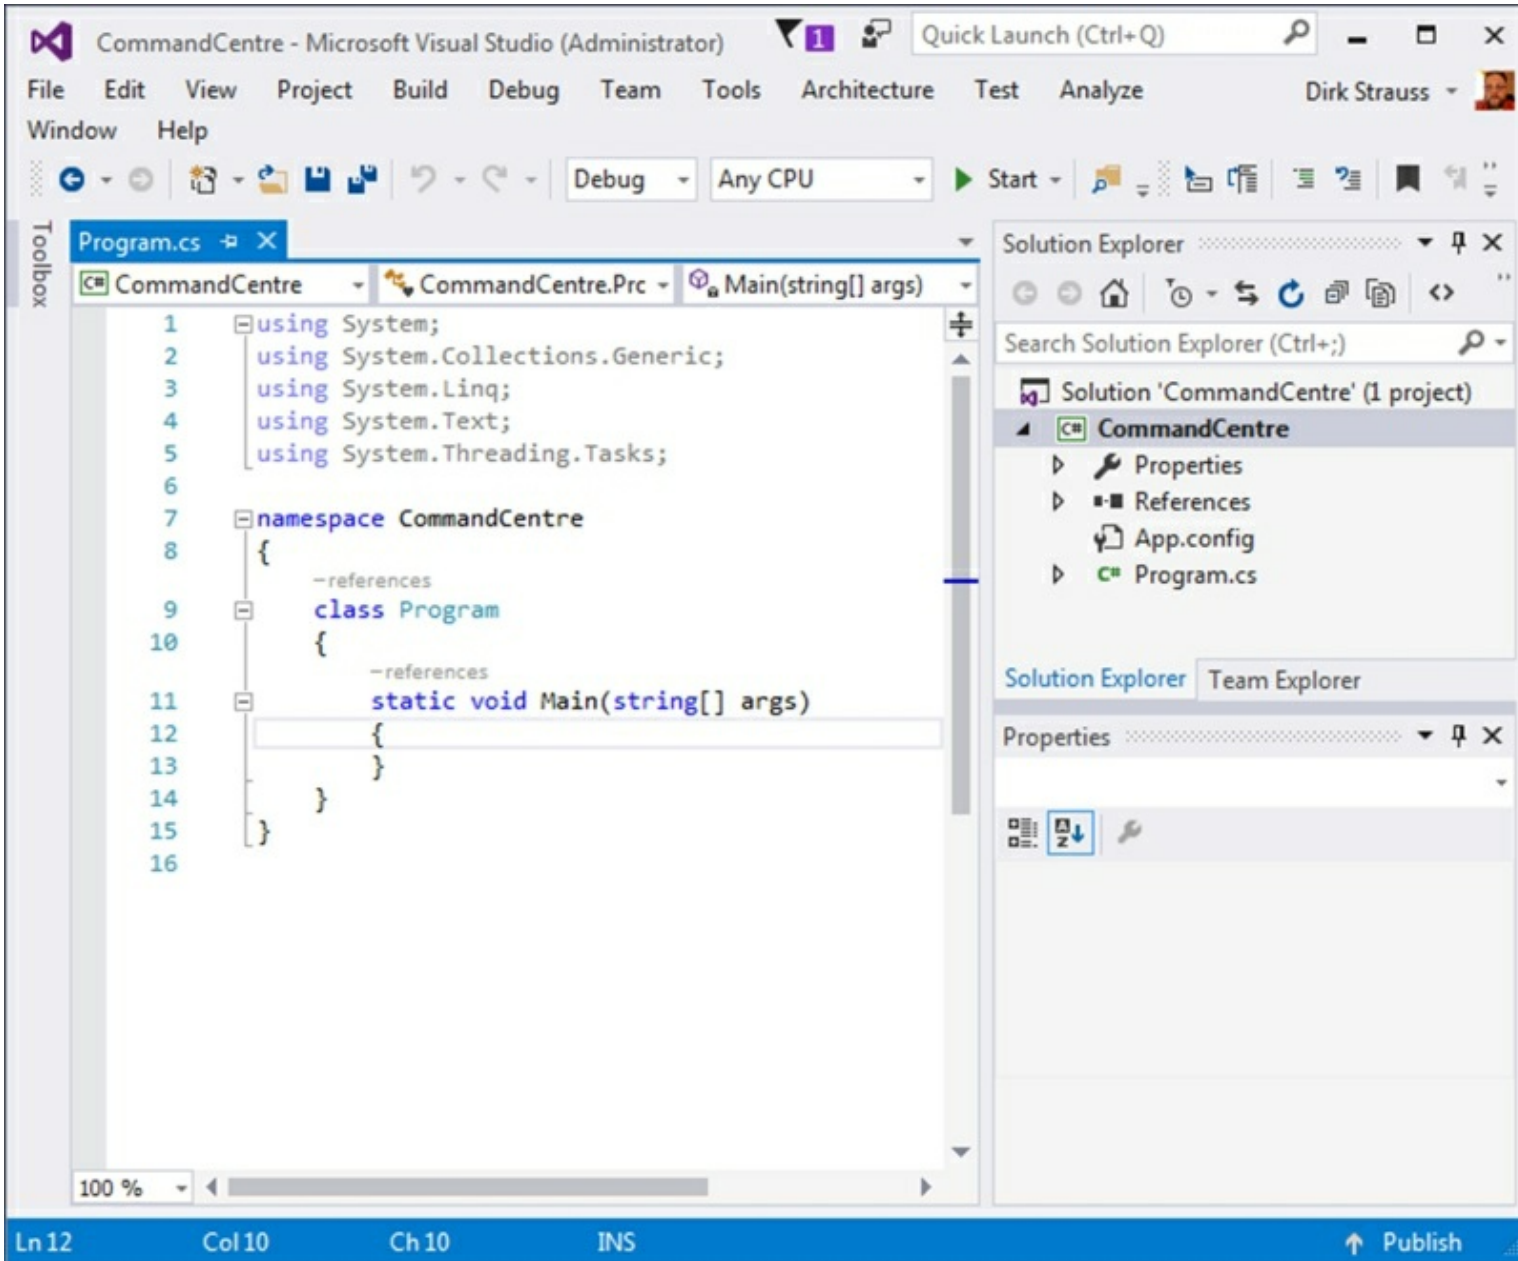 CommandCentre - Microsoft Visual Studio (Administrator) 1 Quick Launch (Ctrl+Q)
File Edit View Project Build Debug Team Tools Architecture Test Analyze Dirk Strauss
Window Help
Debug Any CPU Start
Toolbox
Program.cs
CommandCentre CommandCentre.Prc Main(string[] args)
1 using System;
2 using System.Collections.Generic;
3 using System.Linq;
4 using System.Text;
5 using System.Threading.Tasks;
6
7 namespace CommandCentre
8 {
–references
9 class Program
10 {
–references
11 static void Main(string[] args)
12 {
13 }
14 }
15 }
16
100 %
Solution Explorer
Search Solution Explorer (Ctrl+;)
Solution 'CommandCentre' (1 project)
C# CommandCentre
Properties
References
App.config
C# Program.cs
Solution Explorer Team Explorer
Properties
Ln 12 Col 10 Ch 10 INS Publish